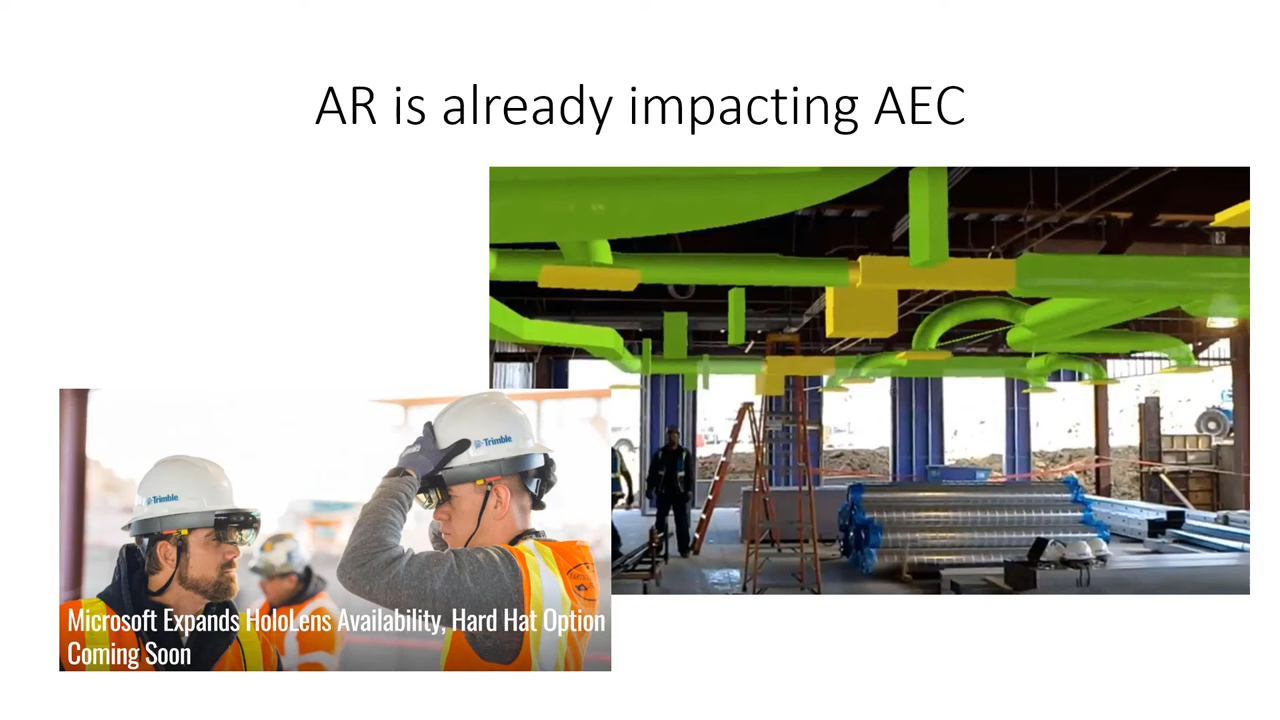 AR is already impacting AEC
Trimble
Trimble
Microsoft Expands HoloLens Availability, Hard Hat Option
Coming Soon